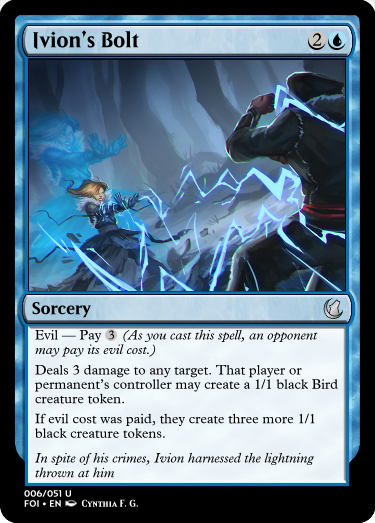 Ivion's Bolt 2
Sorcery
Evil — Pay 3 (As you cast this spell, an opponent
may pay its evil cost.)
Deals 3 damage to any target. That player or
permanent's controller may create a 1/1 black Bird
creature token.
If evil cost was paid, they create three more 1/1
black creature tokens.
In spite of his crimes, Ivion harnessed the lightning
thrown at him
006/051 U
FOI • EN CYNTHIA F. G.